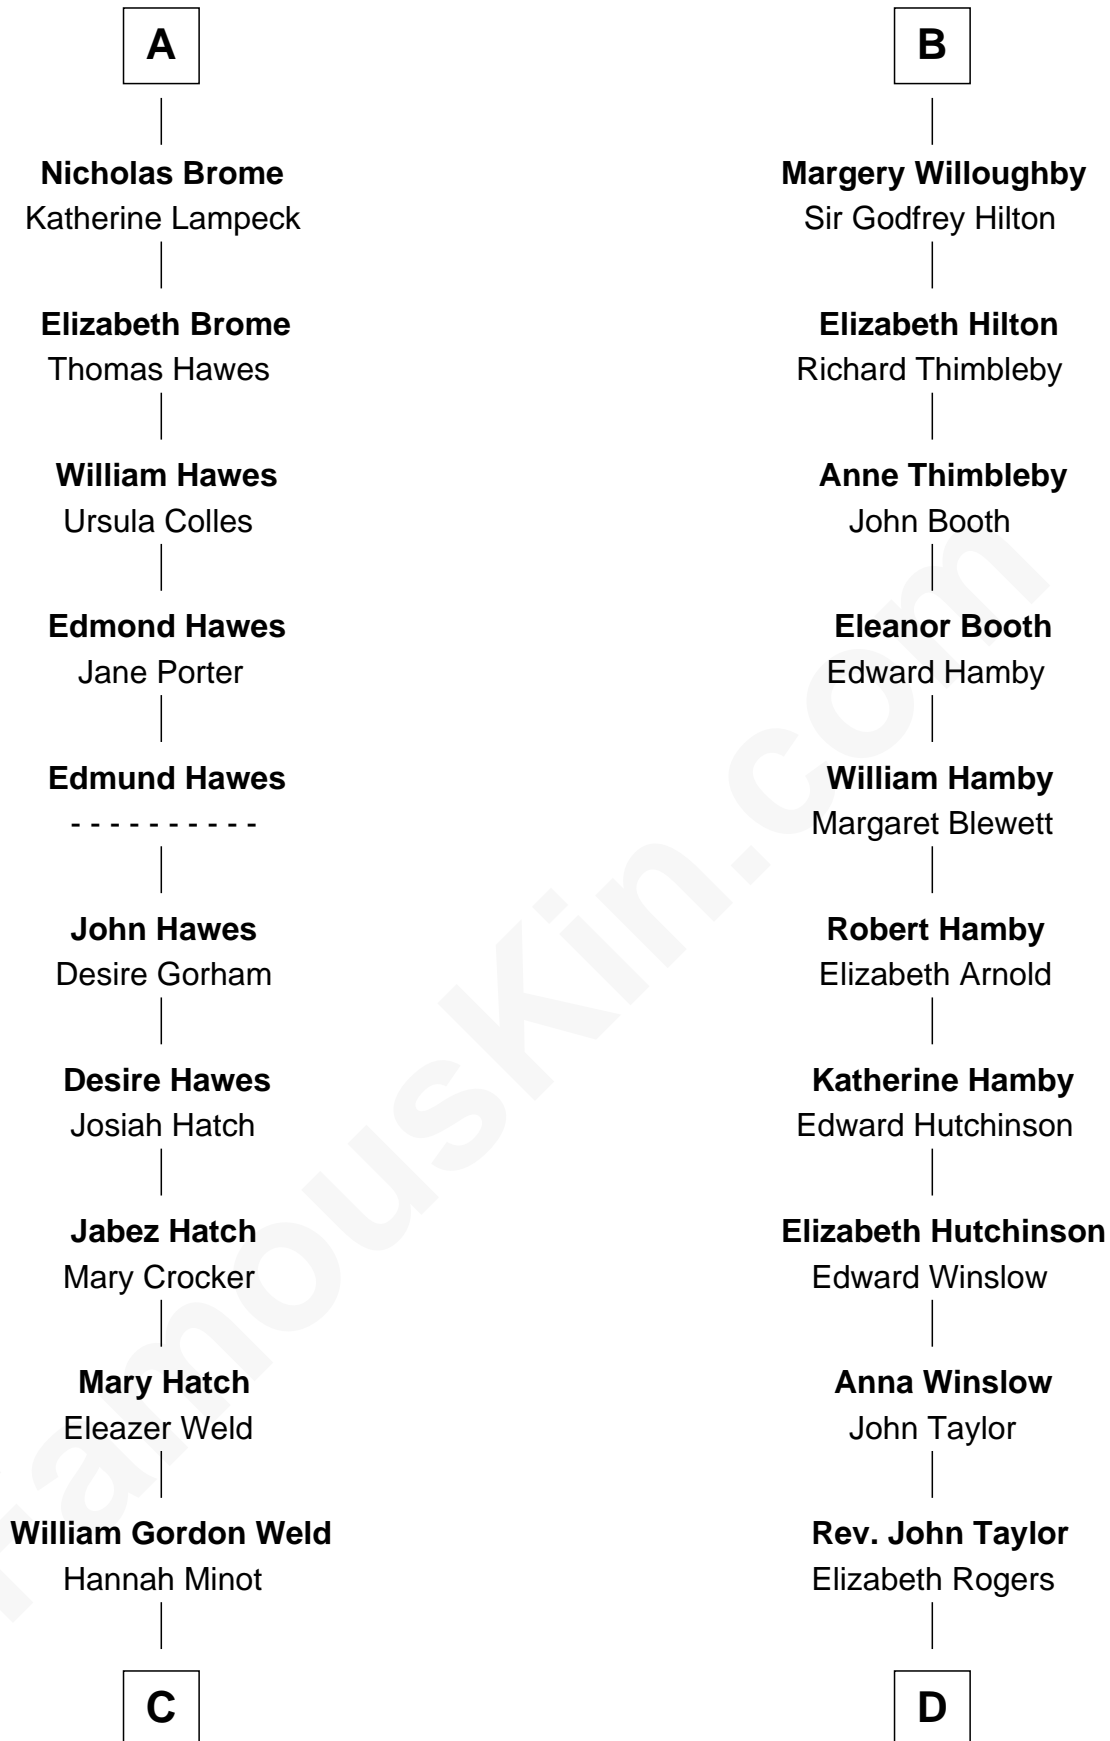 A
Nicholas Brome
Katherine Lampeck
Elizabeth Brome
Thomas Hawes
William Hawes
Ursula Colles
Edmond Hawes
Jane Porter
Edmund Hawes
- - - - - - - - - -
John Hawes
Desire Gorham
Desire Hawes
Josiah Hatch
Jabez Hatch
Mary Crocker
Mary Hatch
Eleazer Weld
William Gordon Weld
Hannah Minot
C
B
Margery Willoughby
Sir Godfrey Hilton
Elizabeth Hilton
Richard Thimbleby
Anne Thimbleby
John Booth
Eleanor Booth
Edward Hamby
William Hamby
Margaret Blewett
Robert Hamby
Elizabeth Arnold
Katherine Hamby
Edward Hutchinson
Elizabeth Hutchinson
Edward Winslow
Anna Winslow
John Taylor
Rev. John Taylor
Elizabeth Rogers
D
FamousKin.com